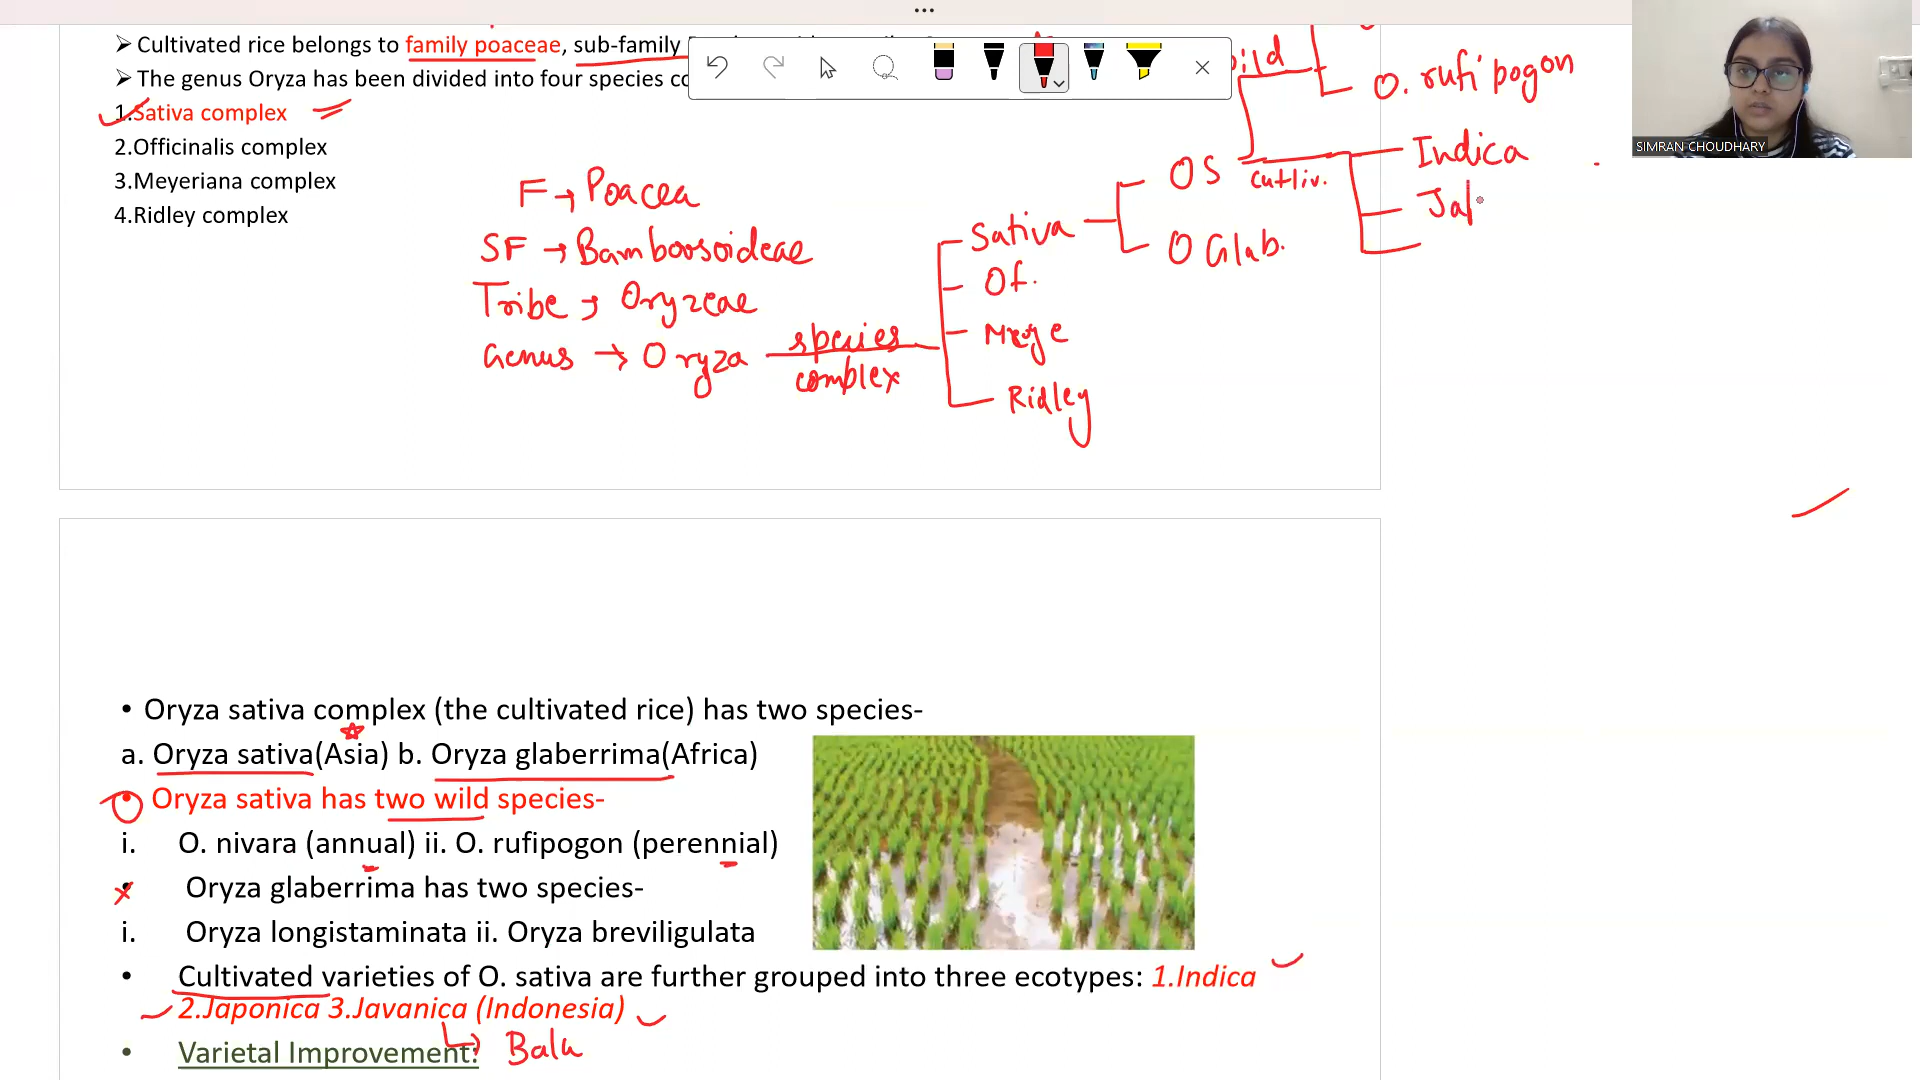 ➢ Cultivated rice belongs to family poaceae, sub-family
➢ The genus Oryza has been divided into four species co
1.Sativa complex
2.Officinalis complex
3.Meyeriana complex
4.Ridley complex
F → Poacea
SF → Bamboosoideae
Tribe → Oryzeae
Genus → Oryza
species
complex
Sativa
Of.
Meye
Ridley
OS
O Glab.
cutliv.
O. rufipogon
Indica
Jap
SIMRAN CHOUDHARY
• Oryza sativa complex (the cultivated rice) has two species-
a. Oryza sativa(Asia) b. Oryza glaberrima(Africa)
• Oryza sativa has two wild species-
i. O. nivara (annual) ii. O. rufipogon (perennial)
• Oryza glaberrima has two species-
i. Oryza longistaminata ii. Oryza breviligulata
• Cultivated varieties of O. sativa are further grouped into three ecotypes: 1.Indica
2.Japonica 3.Javanica (Indonesia)
• Varietal Improvement:
Balu